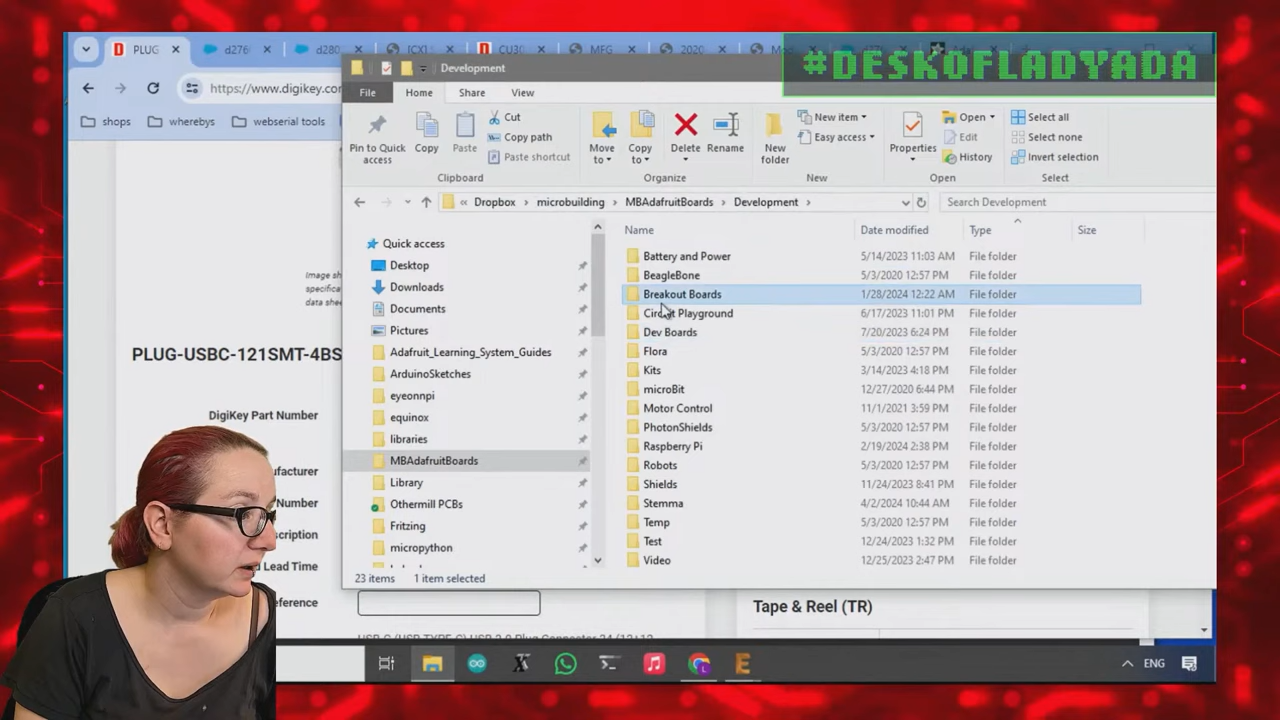 #DESKOFLADYADA
PLUG
d276
d280
[CX]
CU30
MFG
2020
Development
https://www.digikey.com
File
Home
Share
View
shops
whereby
webserial tools
Pin to Quick access
Copy
Paste
Cut
Copy path
Paste shortcut
Clipboard
Move to
Copy to
Delete
Rename
Organize
New folder
New item
Easy access
New
Properties
Open
Edit
History
Open
Select all
Select none
Invert selection
Select
« Dropbox › microbuilding › MBAdafruitBoards › Development ›
Search Development
Quick access
Desktop
Downloads
Documents
Pictures
Adafruit_Learning_System_Guides
ArduinoSketches
eyeonnpi
equinox
libraries
MBAdafruitBoards
Library
Othermill PCBs
Fritzing
micropython
Name Date modified Type Size
Battery and Power 5/14/2023 11:03 AM File folder
BeagleBone 5/3/2020 12:57 PM File folder
Breakout Boards 1/28/2024 12:22 AM File folder
Circuit Playground 6/17/2023 11:01 PM File folder
Dev Boards 7/20/2023 6:24 PM File folder
Flora 5/3/2020 12:57 PM File folder
Kits 3/14/2023 4:18 PM File folder
microBit 12/27/2020 6:44 PM File folder
Motor Control 11/1/2021 3:59 PM File folder
PhotonShields 5/3/2020 12:57 PM File folder
Raspberry Pi 2/19/2024 2:38 PM File folder
Robots 5/3/2020 12:57 PM File folder
Shields 11/24/2023 8:41 PM File folder
Stemma 4/2/2024 10:44 AM File folder
Temp 5/3/2020 12:57 PM File folder
Test 12/24/2023 1:32 PM File folder
Video 12/25/2023 2:47 PM File folder
23 items 1 item selected
Image sh
specifica
data shee
PLUG-USBC-121SMT-4BS
DigiKey Part Number
ufacturer
Number
cription
d Lead Time
eference
Tape & Reel (TR)
ENG